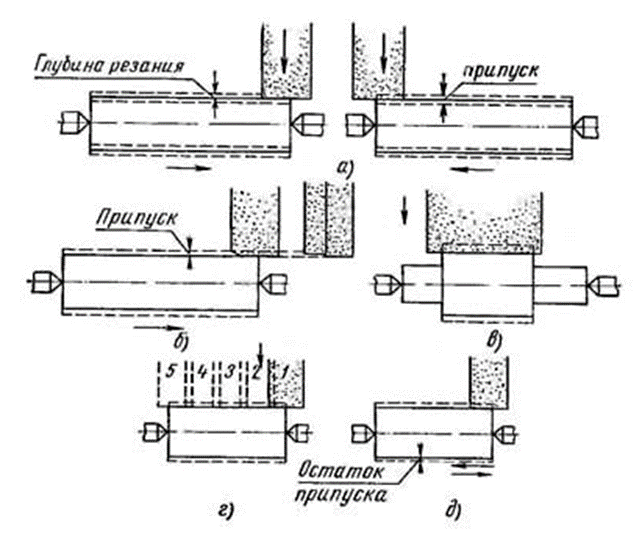 Глубина резания
припуск
а)
Припуск
б)
в)
5 4 3 2 1
Остаток
припуска
г)
д)